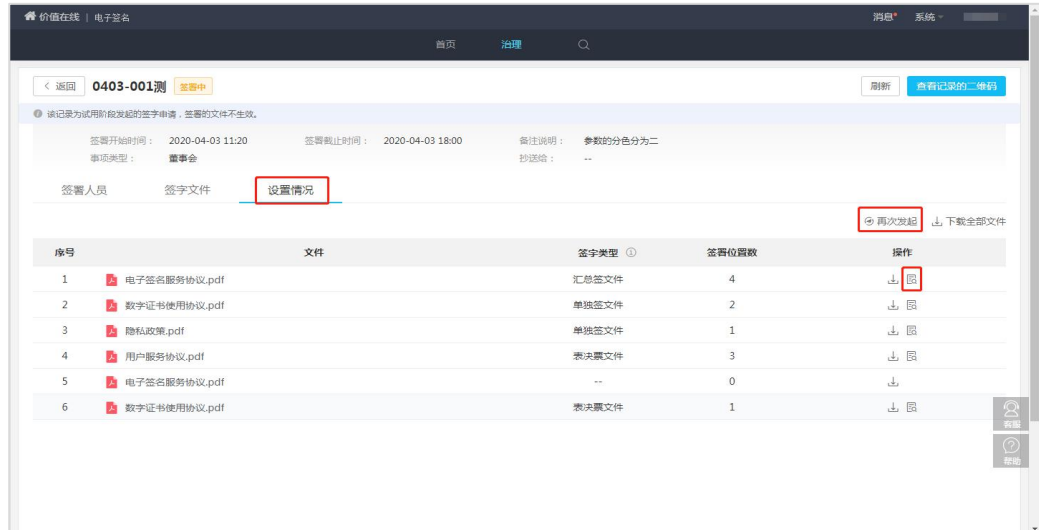 价值在线 | 电子签名 消息 系统
首页 治理
< 返回 0403-001测 签署中 刷新 查看记录的二维码
该记录为试用阶段发起的签字申请，签署的文件不生效。
签署开始时间： 2020-04-03 11:20 签署截止时间： 2020-04-03 18:00 备注说明： 参数的分色分为二
事项类型： 董事会 抄送给： --
签署人员 签字文件 设置情况
再次发起 下载全部文件
序号 文件 签字类型 签署位置数 操作
1 电子签名服务协议.pdf 汇总签文件 4
2 数字证书使用协议.pdf 单独签文件 2
3 隐私政策.pdf 单独签文件 1
4 用户服务协议.pdf 表决票文件 3
5 电子签名服务协议.pdf -- 0
6 数字证书使用协议.pdf 表决票文件 1
客服
帮助